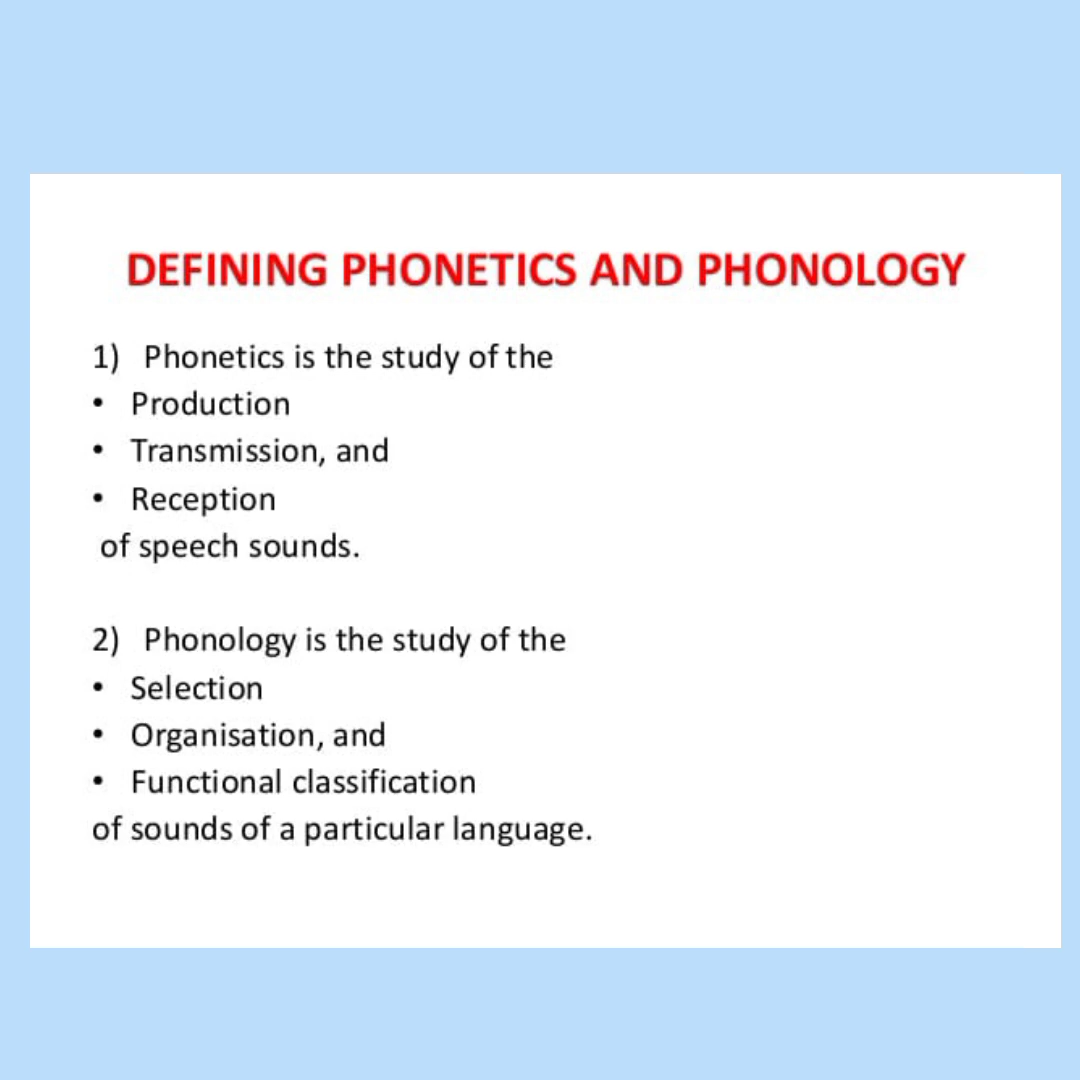 DEFINING PHONETICS AND PHONOLOGY
1) Phonetics is the study of the
• Production
• Transmission, and
• Reception
of speech sounds.
2) Phonology is the study of the
• Selection
• Organisation, and
• Functional classification
of sounds of a particular language.